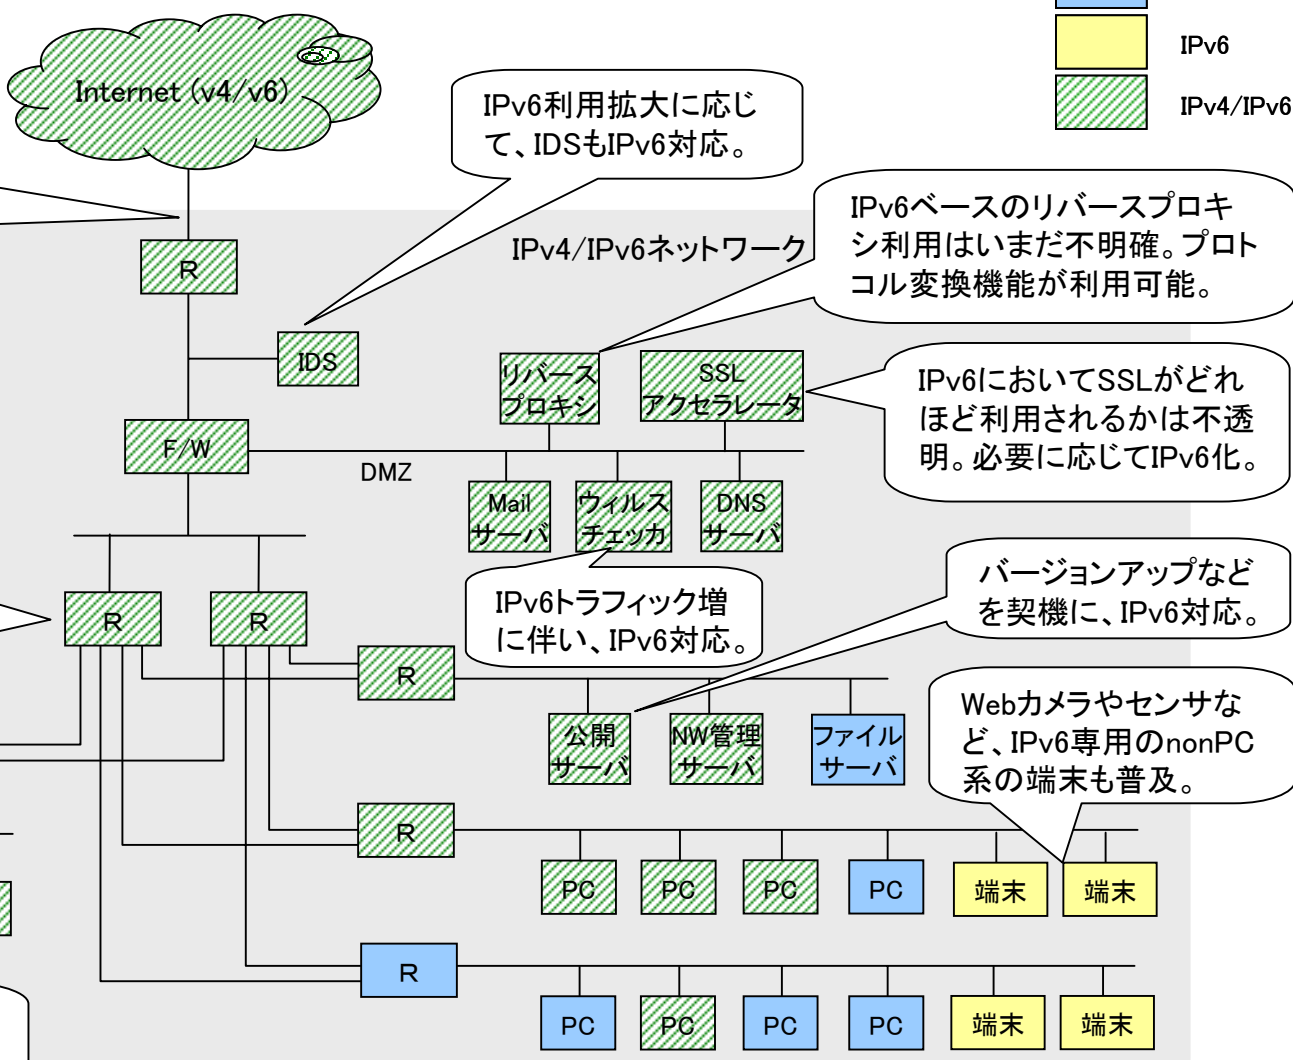 IPv6
IPv4/IPv6
Internet (v4/v6)
IPv6利用拡大に応じ
て、IDSもIPv6対応。
IPv6ベースのリバースプロキ
シ利用はいまだ不明確。プロト
コル変換機能が利用可能。
IPv4/IPv6ネットワーク
R
IDS
リバース
プロキシ
SSL
アクセラレータ
IPv6においてSSLがどれ
ほど利用されるかは不透
明。必要に応じてIPv6化。
F/W
DMZ
Mail
サーバ
ウィルス
チェッカ
DNS
サーバ
IPv6トラフィック増
に伴い、IPv6対応。
バージョンアップなど
を契機に、IPv6対応。
R
R
R
公開
サーバ
NW管理
サーバ
ファイル
サーバ
Webカメラやセンサな
ど、IPv6専用のnonPC
系の端末も普及。
R
PC
PC
PC
PC
端末
端末
R
PC
PC
PC
PC
端末
端末